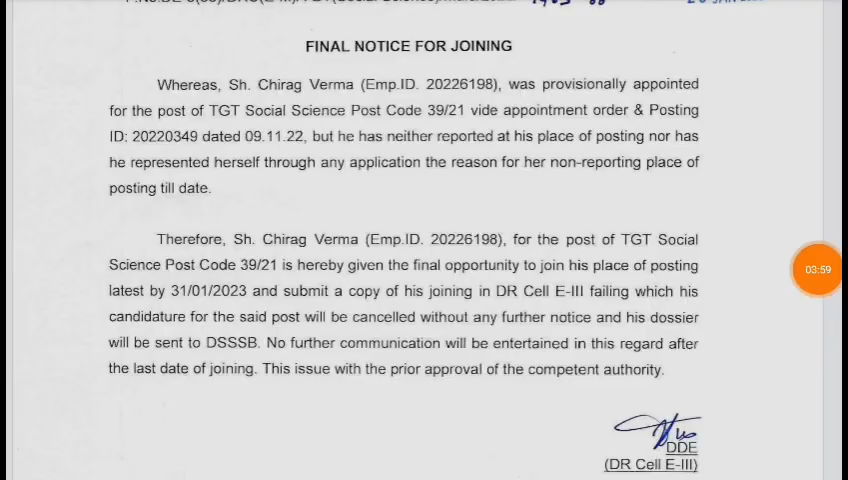 FINAL NOTICE FOR JOINING
Whereas, Sh. Chirag Verma (Emp.ID. 20226198), was provisionally appointed
for the post of TGT Social Science Post Code 39/21 vide appointment order & Posting
ID: 20220349 dated 09.11.22, but he has neither reported at his place of posting nor has
he represented herself through any application the reason for her non-reporting place of
posting till date.
Therefore, Sh. Chirag Verma (Emp.ID. 20226198), for the post of TGT Social
Science Post Code 39/21 is hereby given the final opportunity to join his place of posting
03:59
latest by 31/01/2023 and submit a copy of his joining in DR Cell E-III failing which his
candidature for the said post will be cancelled without any further notice and his dossier
will be sent to DSSSB. No further communication will be entertained in this regard after
the last date of joining. This issue with the prior approval of the competent authority.
DDE
(DR Cell E-III)